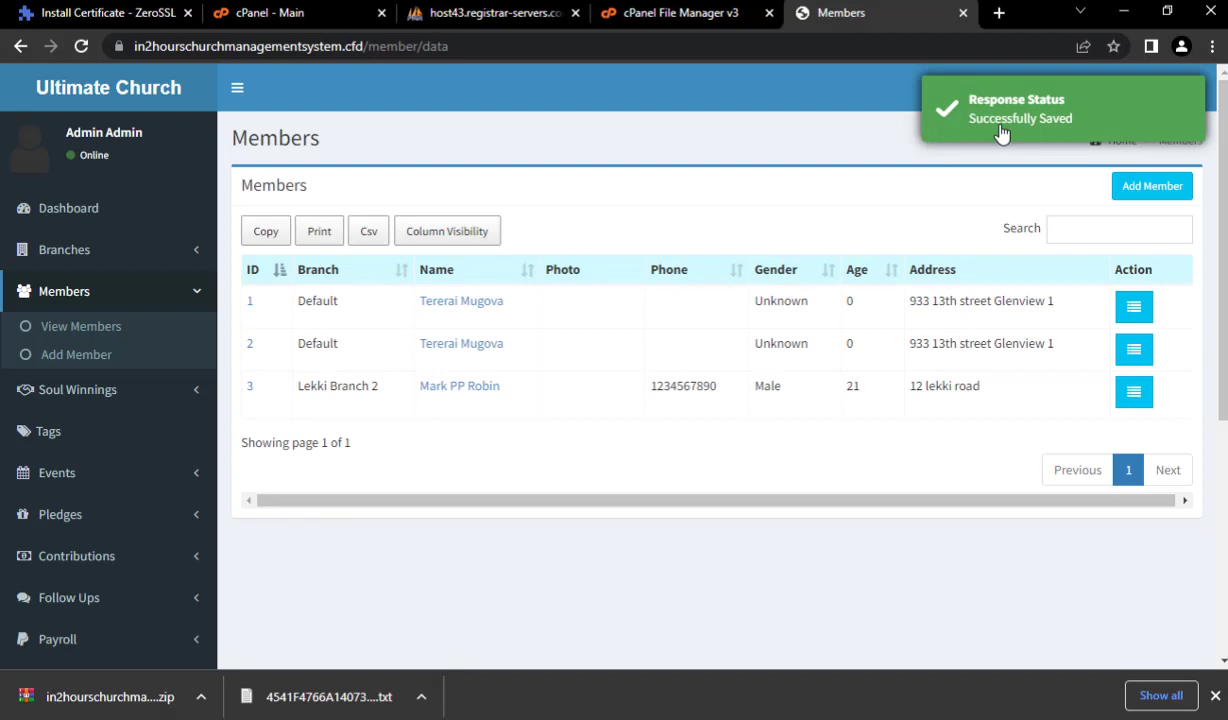 Install Certificate - ZeroSSL
cPanel - Main
host43.registrar-servers.co
cPanel File Manager v3
Members
in2hourschurchmanagementsystem.cfd/member/data
Ultimate Church
Admin Admin
Online
Dashboard
Branches
Members
View Members
Add Member
Soul Winnings
Tags
Events
Pledges
Contributions
Follow Ups
Payroll
Response Status
Successfully Saved
Members
Home
Members
Members
Add Member
Copy Print Csv Column Visibility
Search
ID Branch Name Photo Phone Gender Age Address Action
1 Default Tererai Mugova Unknown 0 933 13th street Glenview 1
2 Default Tererai Mugova Unknown 0 933 13th street Glenview 1
3 Lekki Branch 2 Mark PP Robin 1234567890 Male 21 12 lekki road
Showing page 1 of 1
Previous 1 Next
in2hourschurchma....zip
4541F4766A14073....txt
Show all